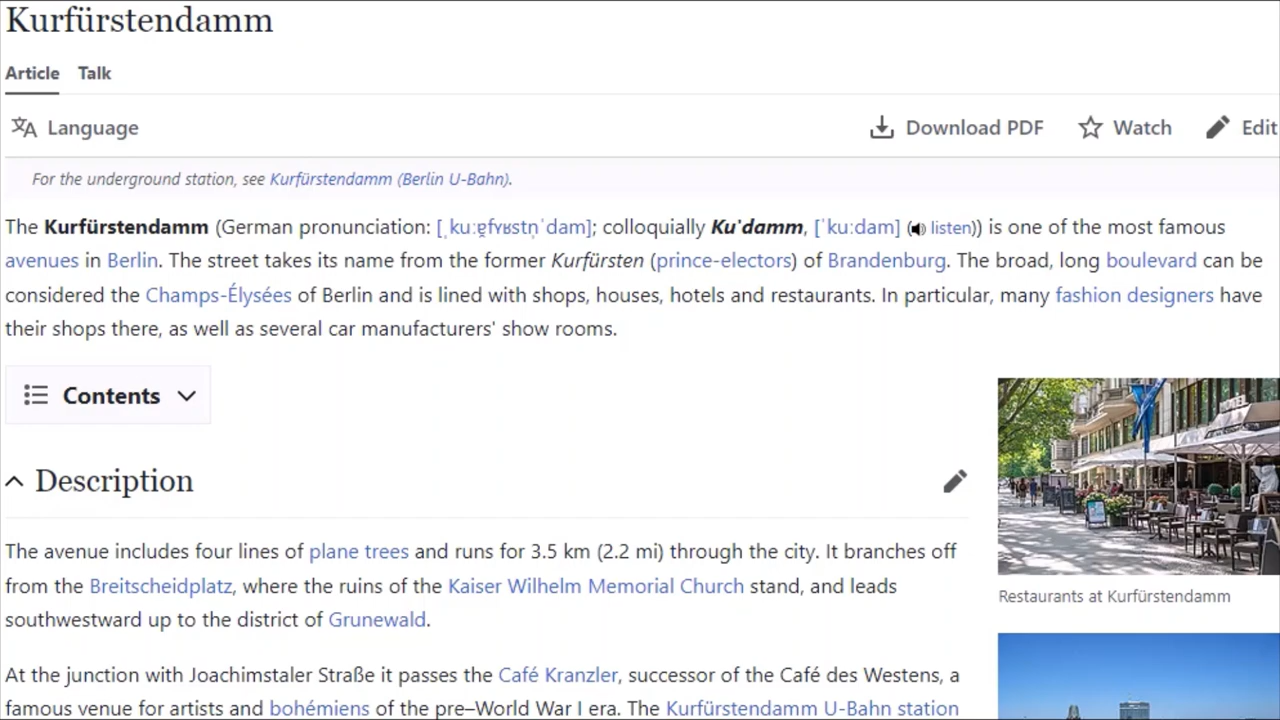 Kurfürstendamm
Article Talk
Language Download PDF Watch Edit
For the underground station, see Kurfürstendamm (Berlin U-Bahn).
The Kurfürstendamm (German pronunciation: [ˌkuːɐ̯fʏʁstn̩ˈdam]; colloquially Ku'damm, [ˈkuːdam] ( listen)) is one of the most famous
avenues in Berlin. The street takes its name from the former Kurfürsten (prince-electors) of Brandenburg. The broad, long boulevard can be
considered the Champs-Élysées of Berlin and is lined with shops, houses, hotels and restaurants. In particular, many fashion designers have
their shops there, as well as several car manufacturers' show rooms.
Contents
Description
The avenue includes four lines of plane trees and runs for 3.5 km (2.2 mi) through the city. It branches off
from the Breitscheidplatz, where the ruins of the Kaiser Wilhelm Memorial Church stand, and leads
southwestward up to the district of Grunewald.
At the junction with Joachimstaler Straße it passes the Café Kranzler, successor of the Café des Westens, a
famous venue for artists and bohémiens of the pre–World War I era. The Kurfürstendamm U-Bahn station
Restaurants at Kurfürstendamm